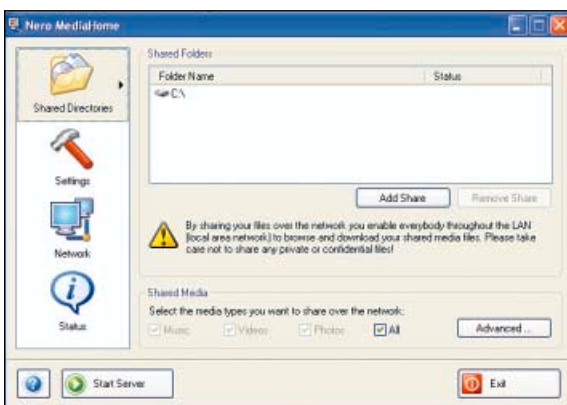 Nero MediaHome
Shared Directories
Settings
Network
Status
Shared Folders
Folder Name Status
C:\
Add Share Remove Share
By sharing your files over the network you enable everybody throughout the LAN
(local area network) to browse and download your shared media files. Please take
care not to share any private or confidential files!
Shared Media
Select the media types you want to share over the network:
Music Videos Photos All Advanced ...
Start Server Exit